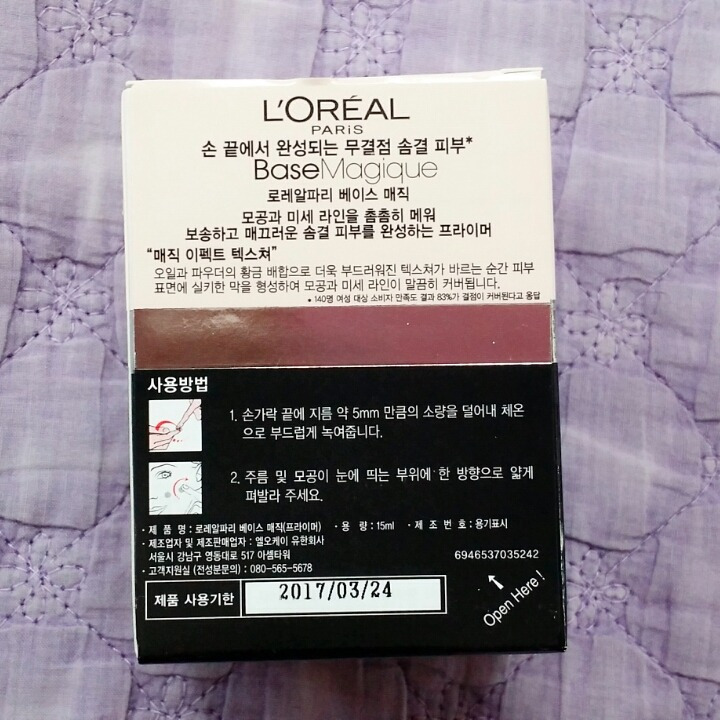 L'ORÉAL
PARIS
손 끝에서 완성되는 무결점 솜결 피부*
BaseMagique
로레알파리 베이스 매직
모공과 미세 라인을 촘촘히 메워
보송하고 매끄러운 솜결 피부를 완성하는 프라이머
“매직 이펙트 텍스쳐”
오일과 파우더의 황금 배합으로 더욱 부드러워진 텍스쳐가 바르는 순간 피부
표면에 실키한 막을 형성하여 모공과 미세 라인이 말끔히 커버됩니다.
* 140명 여성 대상 소비자 만족도 결과 83%가 결점이 커버된다고 응답
사용방법
1. 손가락 끝에 지름 약 5mm 만큼의 소량을 덜어내 체온
으로 부드럽게 녹여줍니다.
2. 주름 및 모공이 눈에 띄는 부위에 한 방향으로 얇게
펴발라 주세요.
· 제 품 명 : 로레알파리 베이스 매직(프라이머) · 용 량 : 15ml · 제 조 번 호 : 용기표시
· 제조업자 및 제조판매업자 : 엘오케이 유한회사
서울시 강남구 영동대로 517 아셈타워
· 고객지원실 (전성분문의) : 080-565-5678
6946537035242
제품 사용기한 2017/03/24
Open Here !